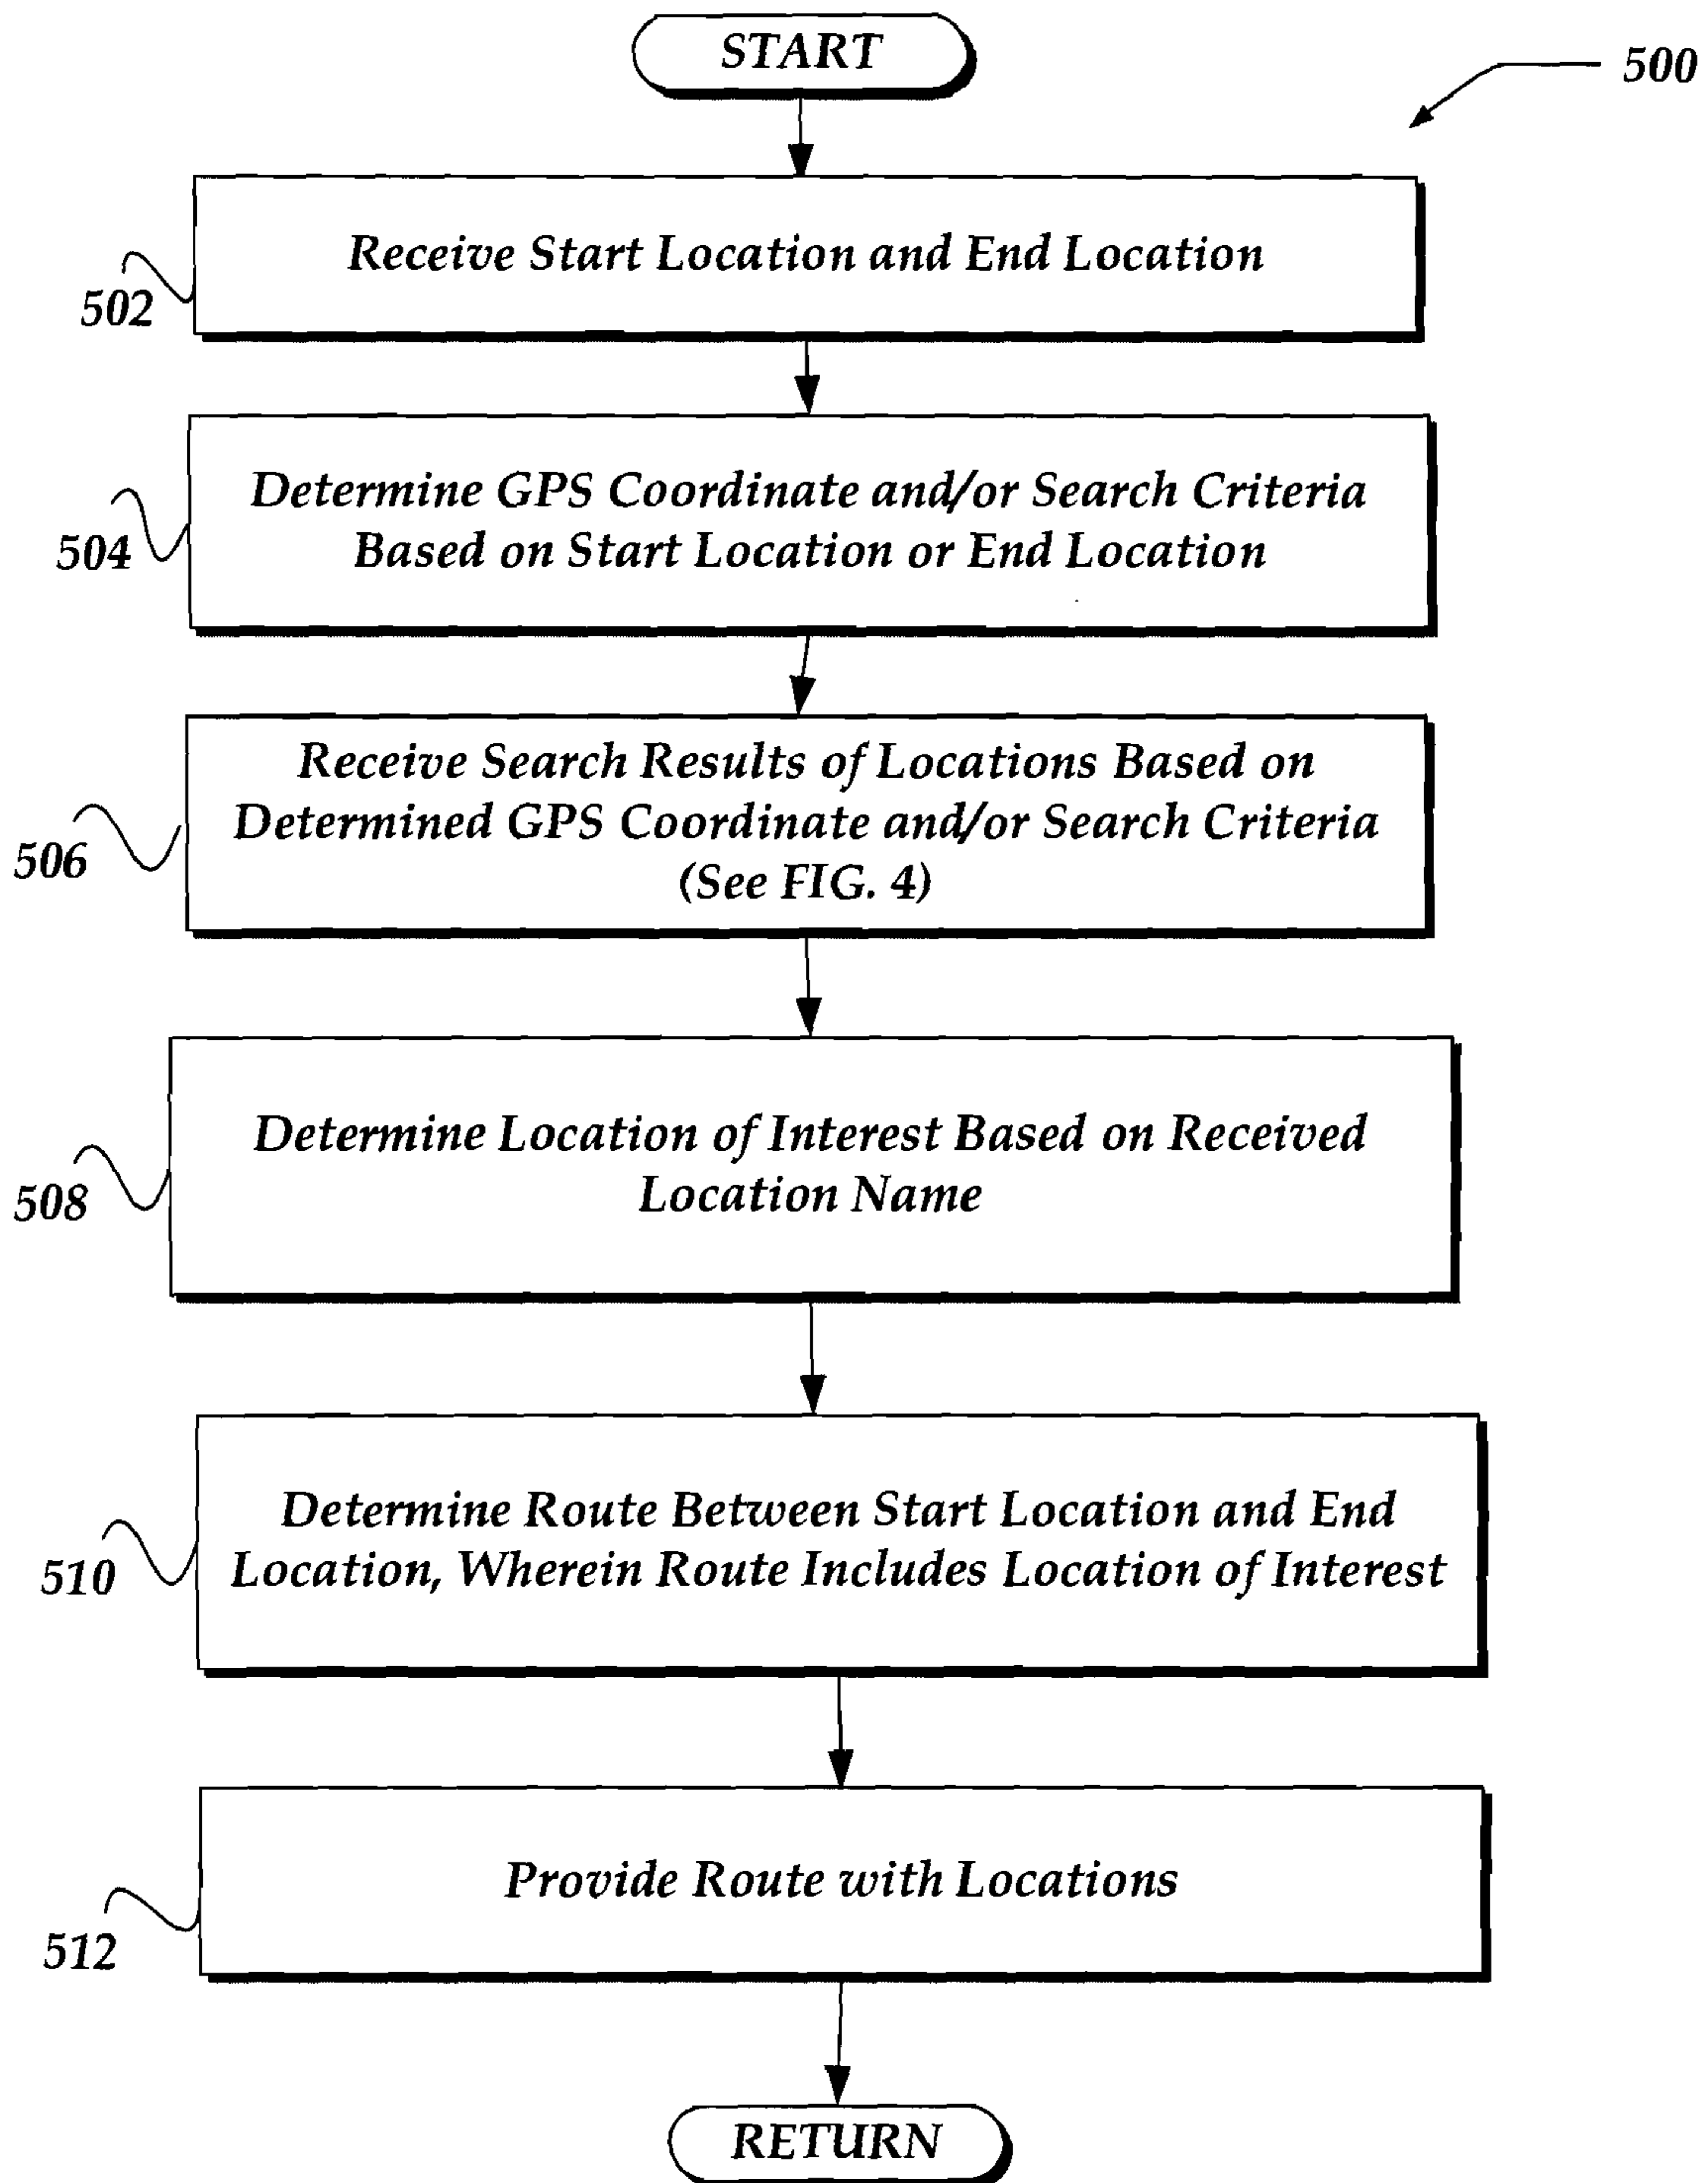 START
500
Receive Start Location and End Location
502
Determine GPS Coordinate and/or Search Criteria
Based on Start Location or End Location
504
Receive Search Results of Locations Based on
Determined GPS Coordinate and/or Search Criteria
(See FIG. 4)
506
Determine Location of Interest Based on Received
Location Name
508
Determine Route Between Start Location and End
Location, Wherein Route Includes Location of Interest
510
Provide Route with Locations
512
RETURN